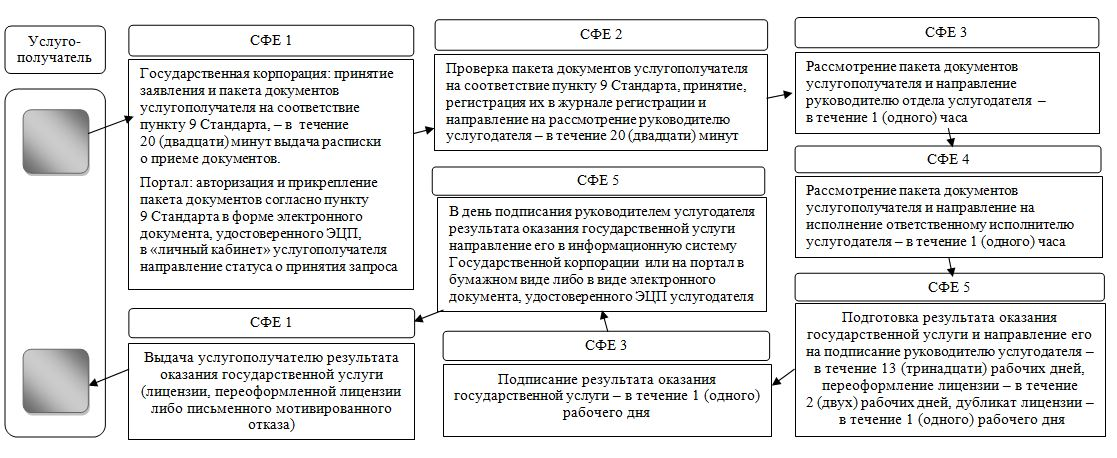 Услуго-
получатель
СФЕ 1
Государственная корпорация: принятие
заявления и пакета документов
услугополучателя на соответствие
пункту 9 Стандарта, – в  течение
20 (двадцати) минут выдача расписки
о приеме документов.
Портал: авторизация и прикрепление
пакета документов согласно пункту
9 Стандарта в форме электронного
документа, удостоверенного ЭЦП,
в «личный кабинет» услугополучателя
направление статуса о принятия запроса
СФЕ 2
Проверка пакета документов услугополучателя
на соответствие пункту 9 Стандарта, принятие,
регистрация их в журнале регистрации и
направление на рассмотрение руководителю
услугодателя – в течение 20 (двадцати) минут
СФЕ 3
Рассмотрение пакета документов
услугополучателя и направление
руководителю отдела услугодателя  –
в течение 1 (одного) часа
СФЕ 4
Рассмотрение пакета документов
услугополучателя и направление на
исполнение ответственному исполнителю
услугодателя – в течение 1 (одного) часа
СФЕ 5
Подготовка результата оказания
государственной услуги и направление его
на подписание руководителю услугодателя –
в течение 13 (тринадцати) рабочих дней,
переоформление лицензии – в течение
2 (двух) рабочих дней, дубликат лицензии –
в течение 1 (одного) рабочего дня
СФЕ 3
Подписание результата оказания
государственной услуги – в течение 1 (одного)
рабочего дня
СФЕ 5
В день подписания руководителем услугодателя
результата оказания государственной услуги
направление его в информационную систему
Государственной корпорации  или на портал в
бумажном виде либо в виде электронного
документа, удостоверенного ЭЦП услугодателя
СФЕ 1
Выдача услугополучателю результата
оказания государственной услуги
(лицензии, переоформленной лицензии
либо письменного мотивированного
отказа)